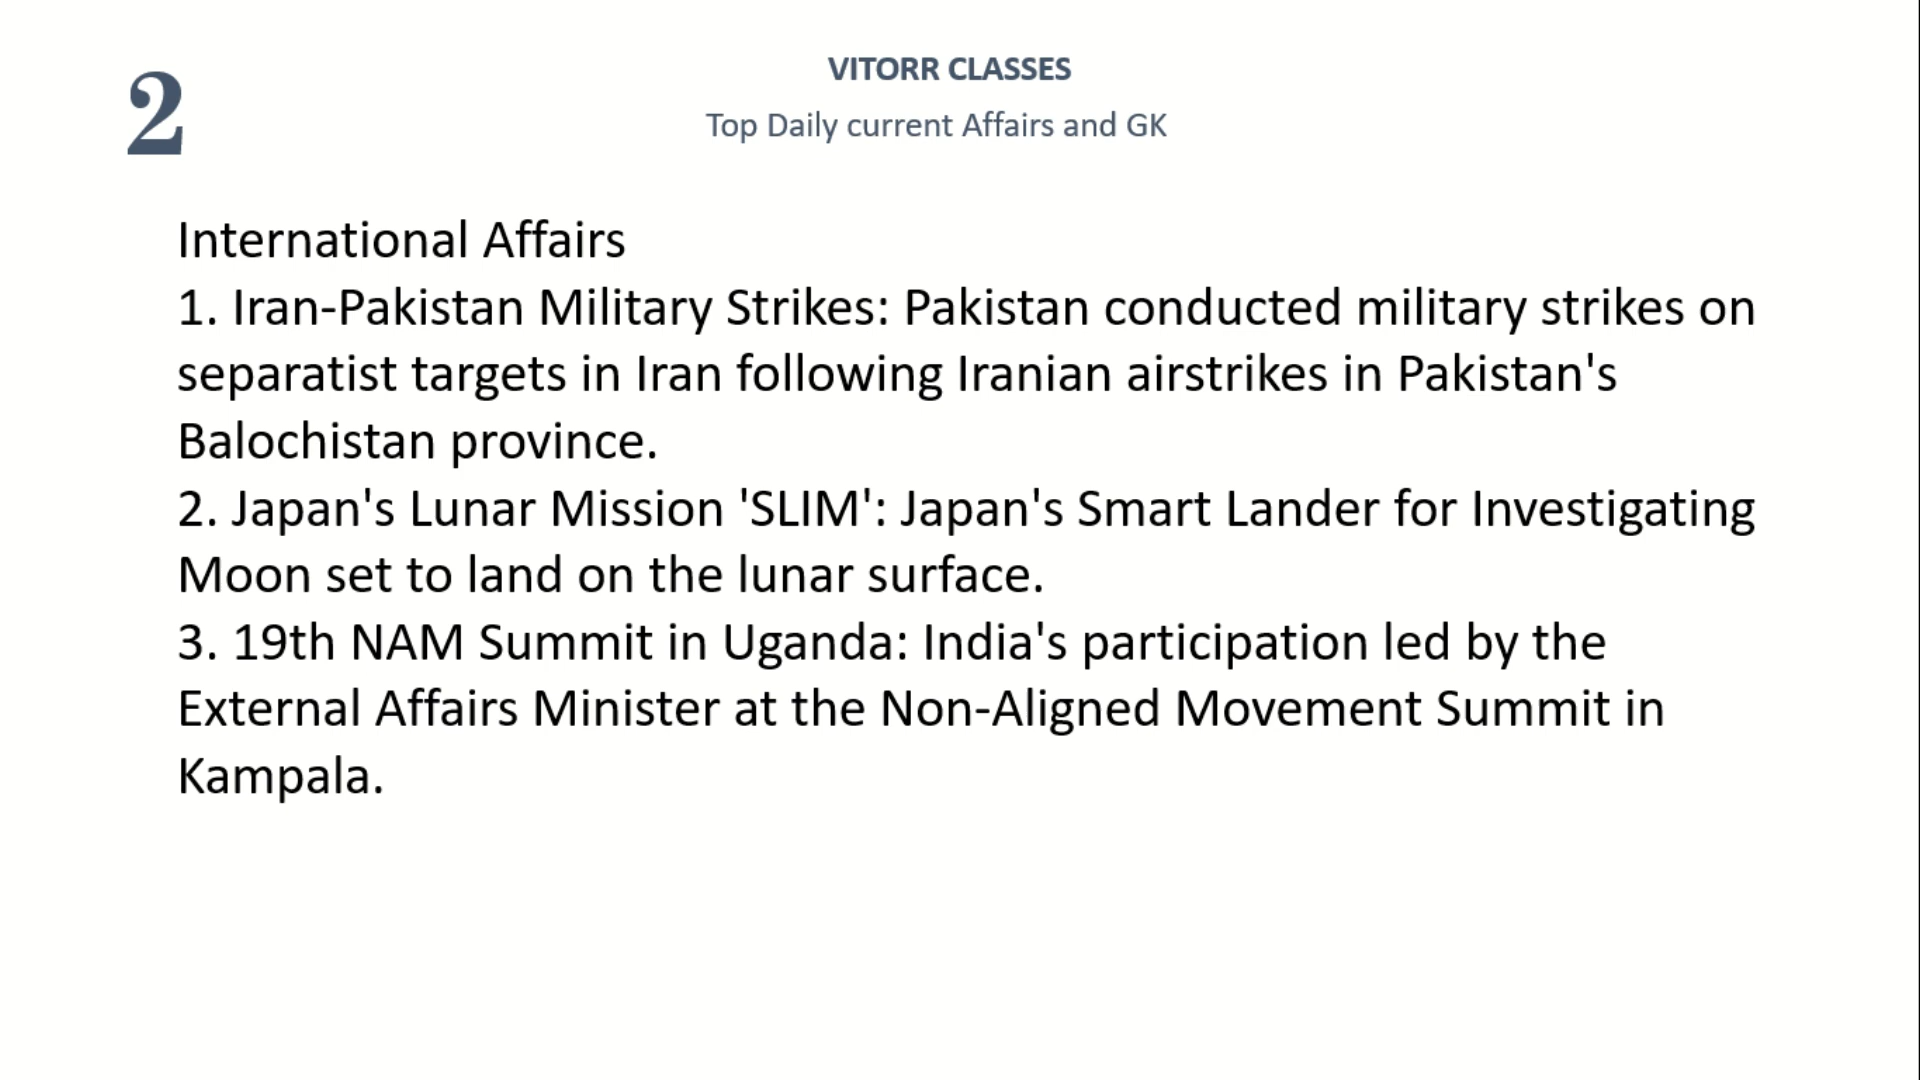 2
VITORR CLASSES
Top Daily current Affairs and GK
International Affairs
1. Iran-Pakistan Military Strikes: Pakistan conducted military strikes on
separatist targets in Iran following Iranian airstrikes in Pakistan's
Balochistan province.
2. Japan's Lunar Mission 'SLIM': Japan's Smart Lander for Investigating
Moon set to land on the lunar surface.
3. 19th NAM Summit in Uganda: India's participation led by the
External Affairs Minister at the Non-Aligned Movement Summit in
Kampala.